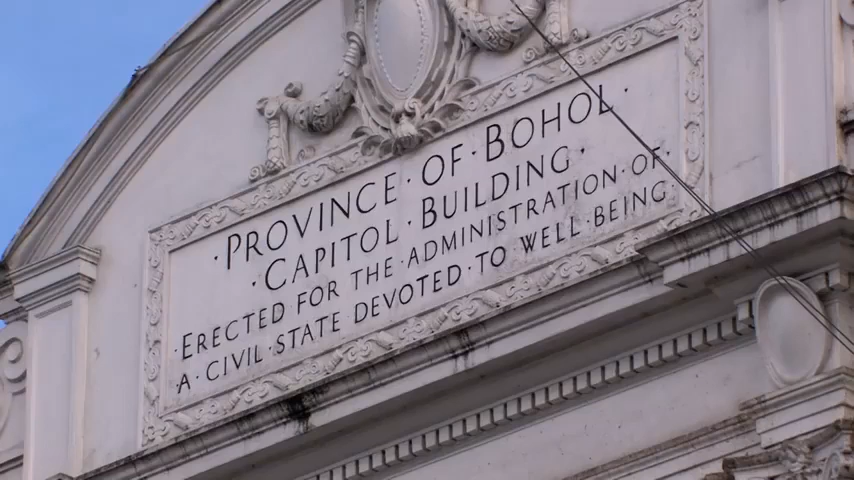 ·PROVINCE·OF·BOHOL·
·CAPITOL·BUILDING·
·ERECTED·FOR·THE·ADMINISTRATION·OF·
·A·CIVIL·STATE·DEVOTED·TO·WELL·BEING·